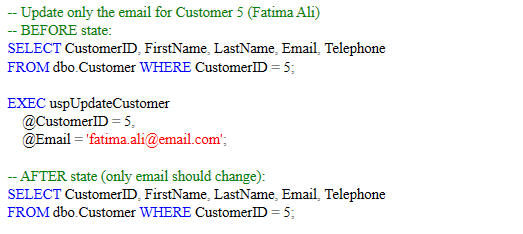 -- Update only the email for Customer 5 (Fatima Ali)
-- BEFORE state:
SELECT CustomerID, FirstName, LastName, Email, Telephone
FROM dbo.Customer WHERE CustomerID = 5;
EXEC uspUpdateCustomer
@CustomerID = 5,
@Email = 'fatima.ali@email.com';
-- AFTER state (only email should change):
SELECT CustomerID, FirstName, LastName, Email, Telephone
FROM dbo.Customer WHERE CustomerID = 5;